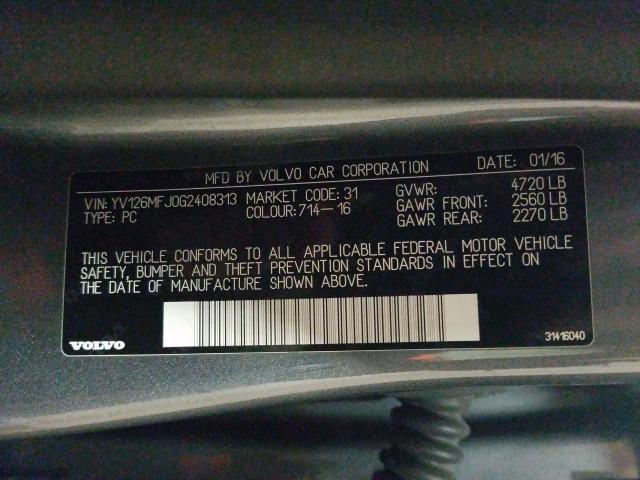 MFD BY VOLVO CAR CORPORATION DATE: 01/16
VIN: YV126MFJ0G2408313 MARKET CODE: 31 GVWR: 4720 LB
TYPE: PC COLOUR: 714-16 GAWR FRONT: 2560 LB
GAWR REAR: 2270 LB
THIS VEHICLE CONFORMS TO ALL APPLICABLE FEDERAL MOTOR VEHICLE
SAFETY, BUMPER AND THEFT PREVENTION STANDARDS IN EFFECT ON
THE DATE OF MANUFACTURE SHOWN ABOVE.
VOLVO 31416040